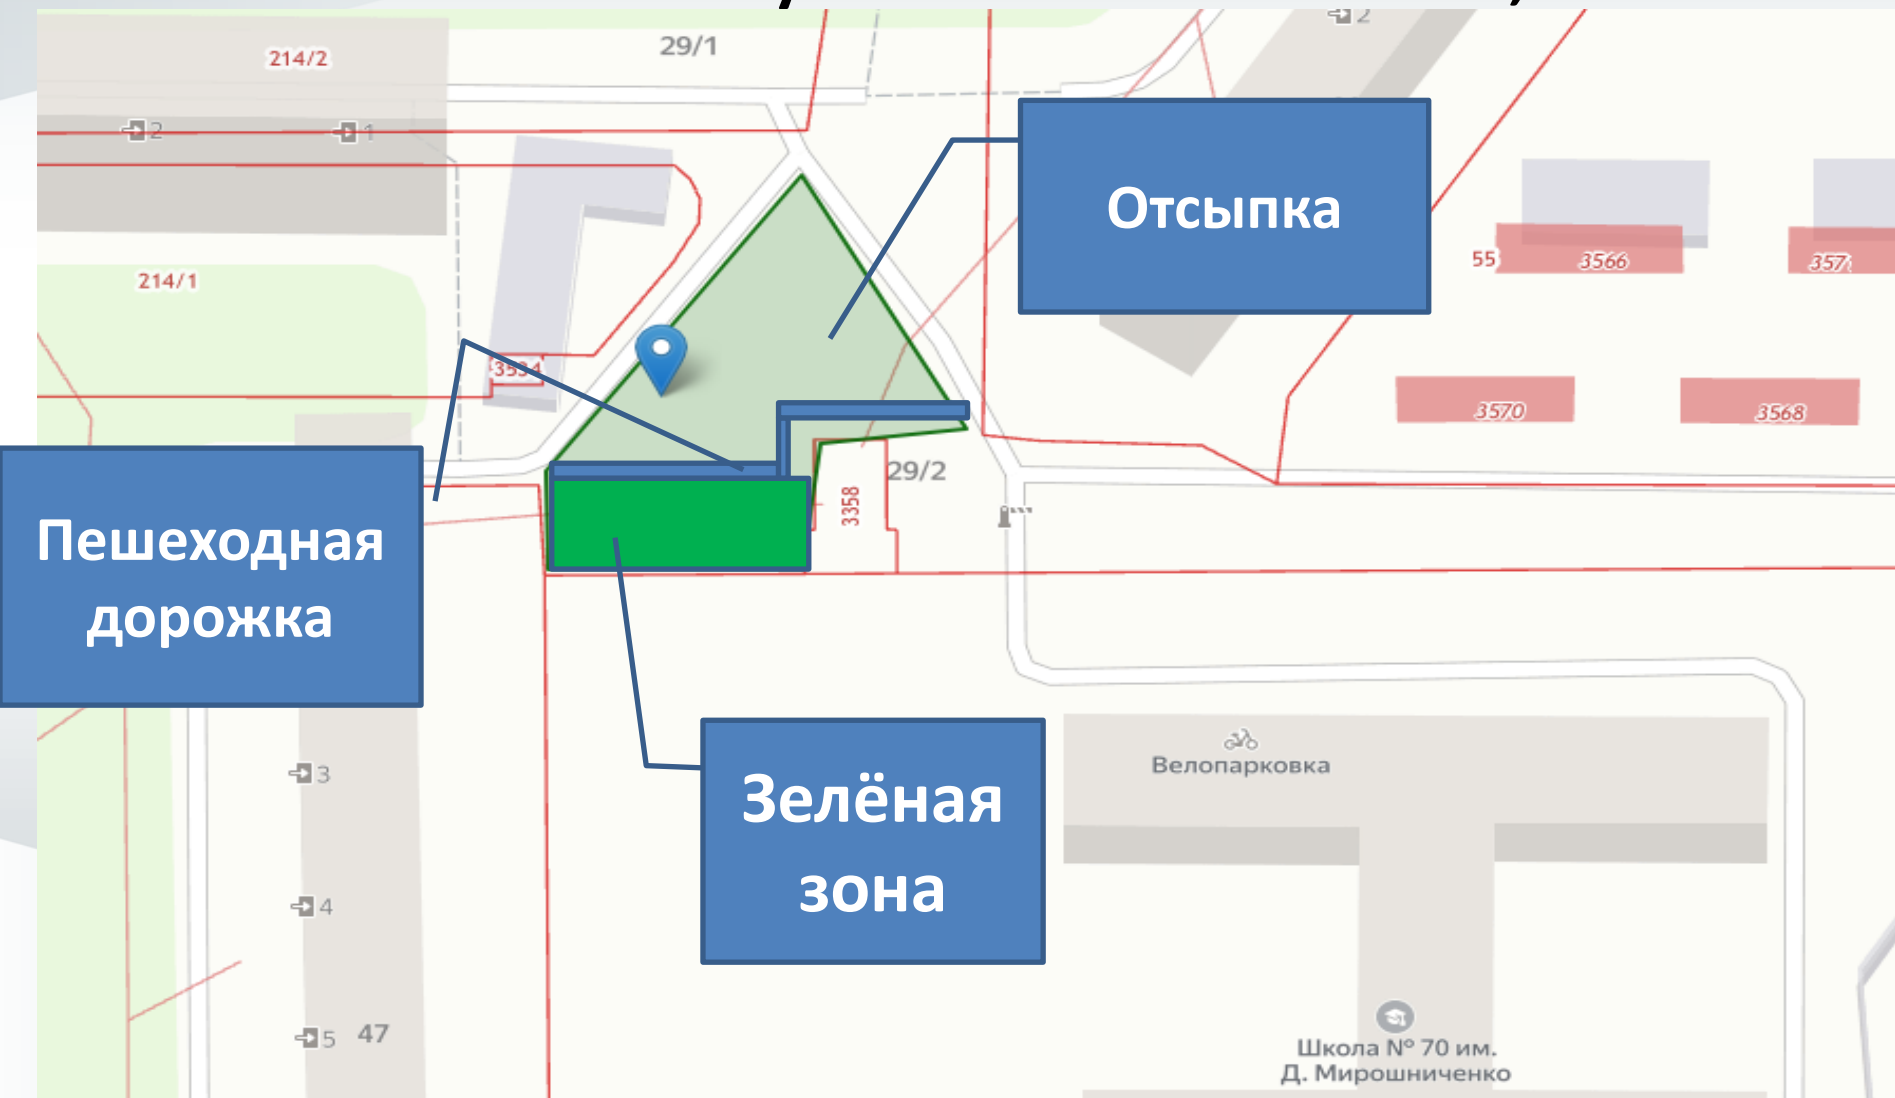 214/2
29/1
2
2
1
Отсыпка
214/1
55
3566
357
3534
3570
3568
29/2
3358
Пешеходная
дорожка
Зелёная
зона
Велопарковка
3
4
5
47
Школа № 70 им.
Д. Мирошниченко